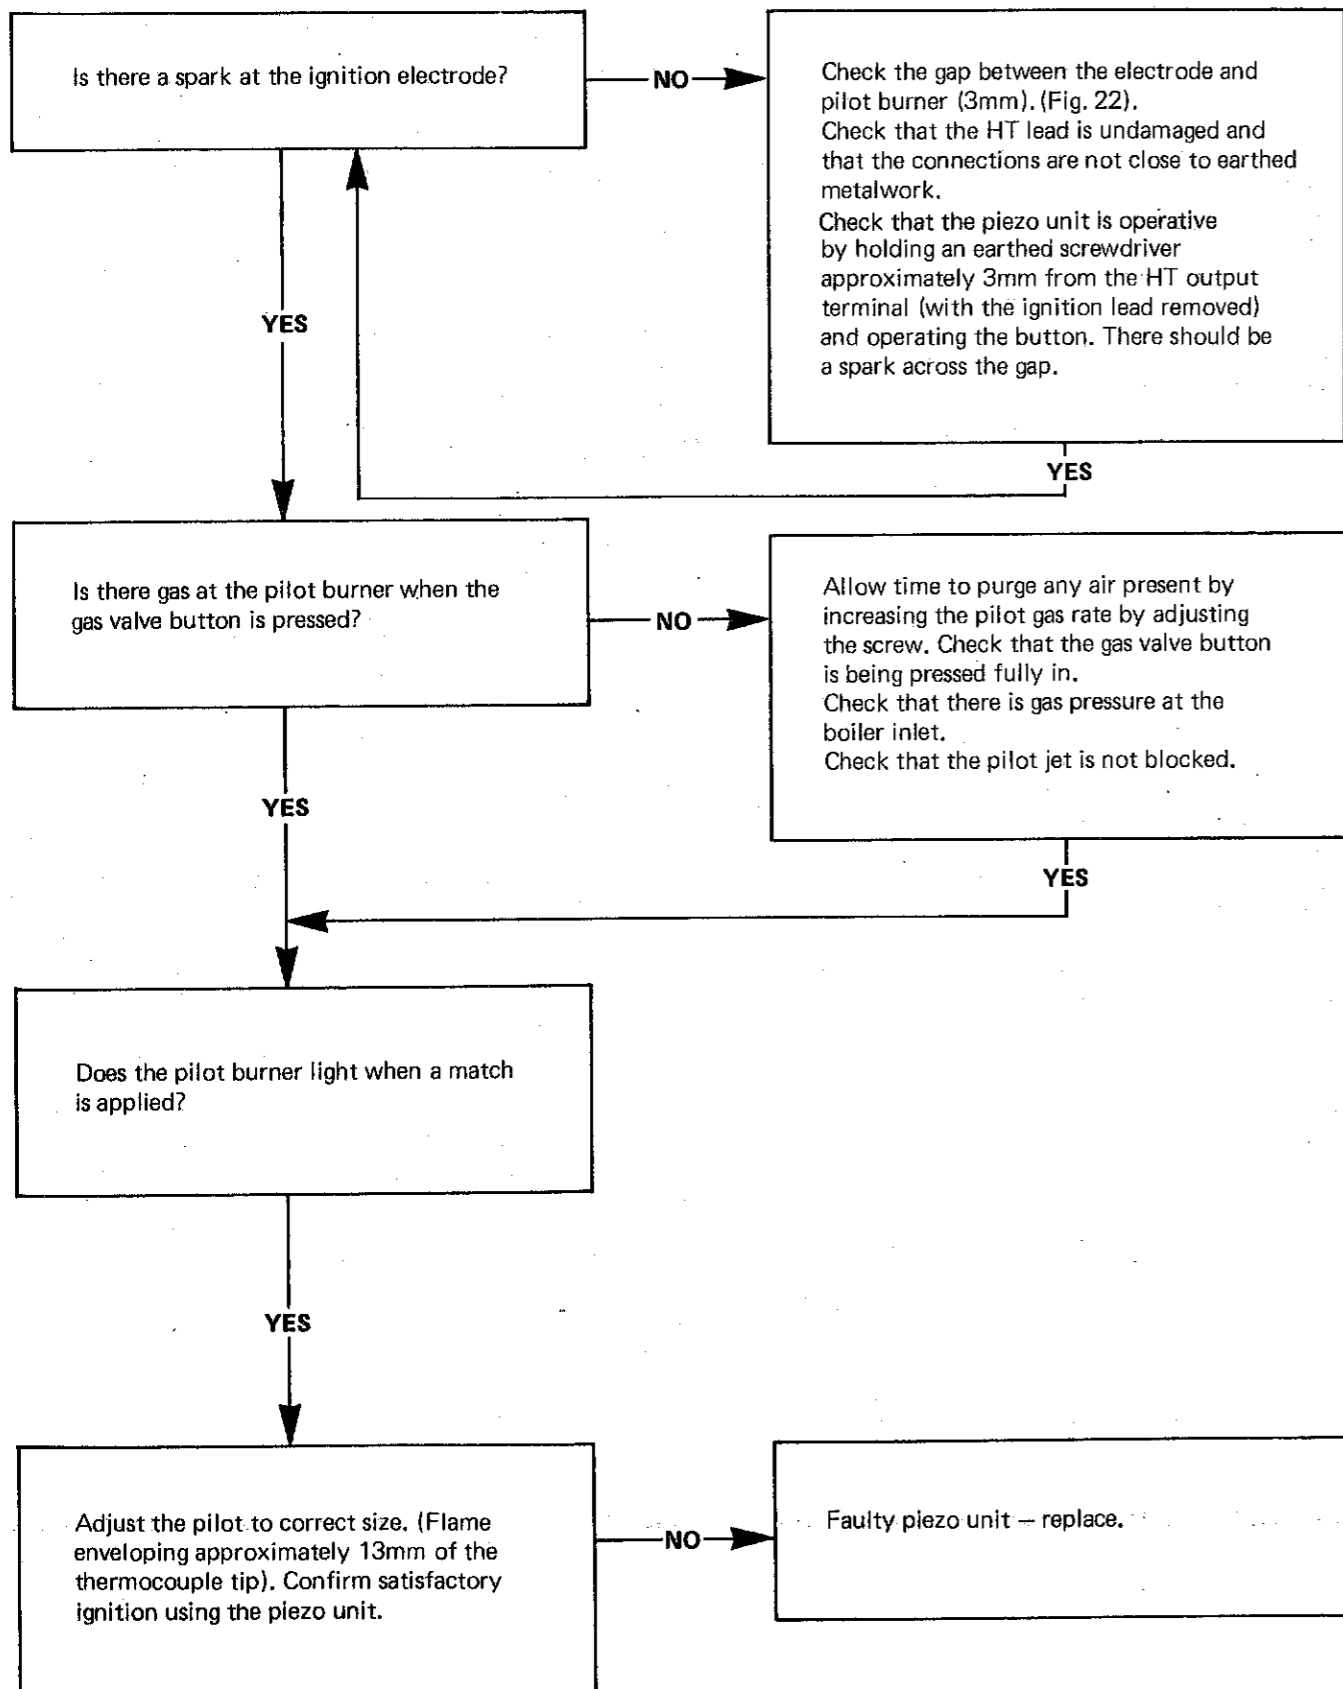 Is there a spark at the ignition electrode?
NO
Check the gap between the electrode and
pilot burner (3mm). (Fig. 22).
Check that the HT lead is undamaged and
that the connections are not close to earthed
metalwork.
Check that the piezo unit is operative
by holding an earthed screwdriver
approximately 3mm from the HT output
terminal (with the ignition lead removed)
and operating the button. There should be
a spark across the gap.
YES
YES
Is there gas at the pilot burner when the
gas valve button is pressed?
NO
Allow time to purge any air present by
increasing the pilot gas rate by adjusting
the screw. Check that the gas valve button
is being pressed fully in.
Check that there is gas pressure at the
boiler inlet.
Check that the pilot jet is not blocked.
YES
YES
Does the pilot burner light when a match
is applied?
YES
Adjust the pilot to correct size. (Flame
enveloping approximately 13mm of the
thermocouple tip). Confirm satisfactory
ignition using the piezo unit.
NO
Faulty piezo unit – replace.